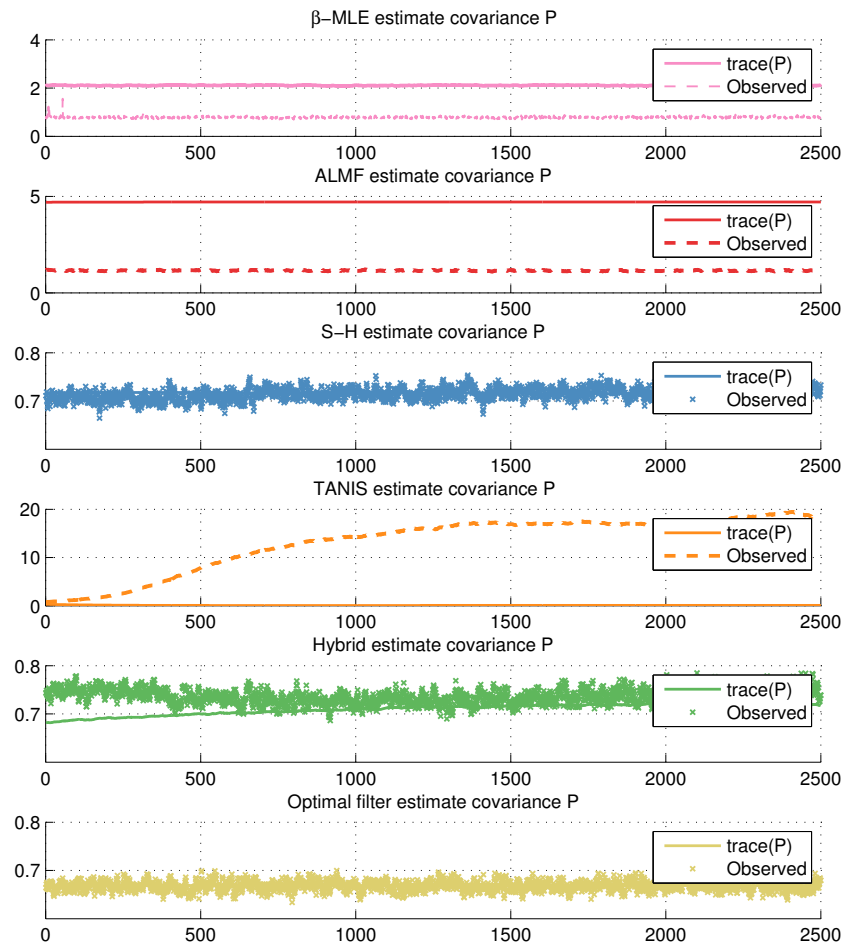 β−MLE estimate covariance P
4
2
0
trace(P)
Observed
0 500 1000 1500 2000 2500
ALMF estimate covariance P
5
0
trace(P)
Observed
0 500 1000 1500 2000 2500
S−H estimate covariance P
0.8
0.7
trace(P)
Observed
0 500 1000 1500 2000 2500
TANIS estimate covariance P
20
10
0
trace(P)
Observed
0 500 1000 1500 2000 2500
Hybrid estimate covariance P
0.8
0.7
trace(P)
Observed
0 500 1000 1500 2000 2500
Optimal filter estimate covariance P
0.8
0.7
trace(P)
Observed
0 500 1000 1500 2000 2500